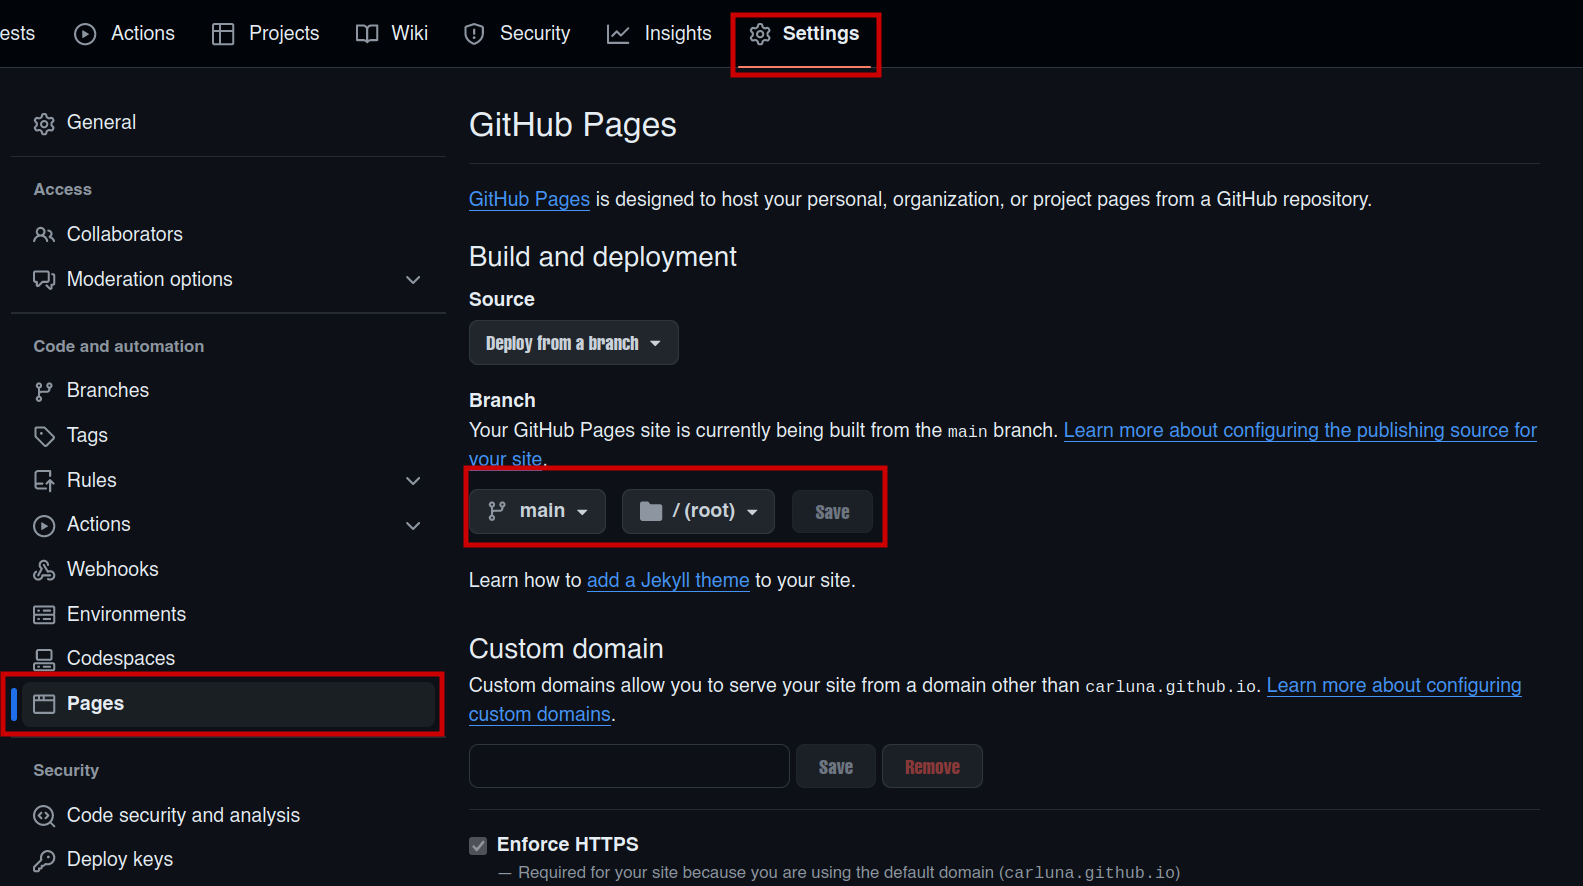 ests Actions Projects Wiki Security Insights Settings
General
Access
Collaborators
Moderation options
Code and automation
Branches
Tags
Rules
Actions
Webhooks
Environments
Codespaces
Pages
Security
Code security and analysis
Deploy keys
GitHub Pages
GitHub Pages is designed to host your personal, organization, or project pages from a GitHub repository.
Build and deployment
Source
Deploy from a branch
Branch
Your GitHub Pages site is currently being built from the main branch. Learn more about configuring the publishing source for
your site.
main / (root) Save
Learn how to add a Jekyll theme to your site.
Custom domain
Custom domains allow you to serve your site from a domain other than carluna.github.io. Learn more about configuring
custom domains.
Save Remove
Enforce HTTPS
— Required for your site because you are using the default domain (carluna.github.io)